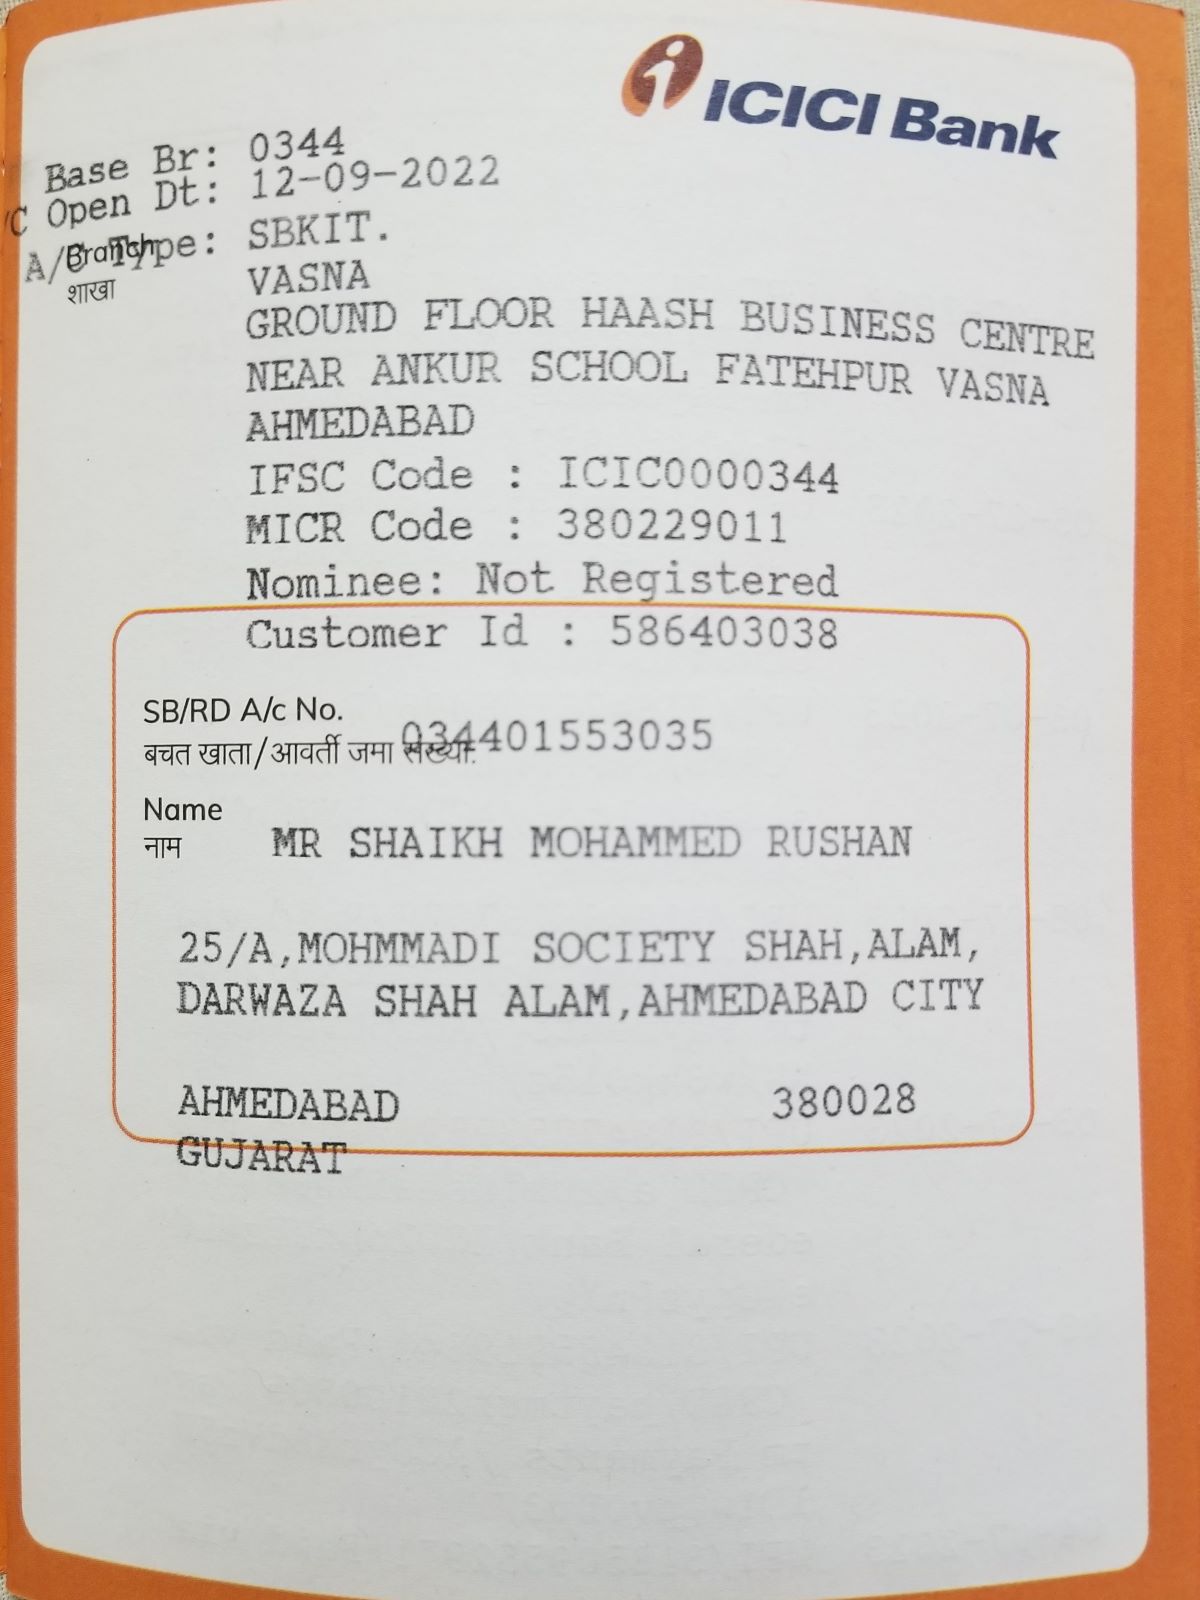 ICICI Bank
Base Br: 0344
C Open Dt: 12-09-2022
A/C Type: SBKIT.
Branch
शाखा
VASNA
GROUND FLOOR HAASH BUSINESS CENTRE
NEAR ANKUR SCHOOL FATEHPUR VASNA
AHMEDABAD
IFSC Code : ICIC0000344
MICR Code : 380229011
Nominee: Not Registered
Customer Id : 586403038
SB/RD A/c No.
बचत खाता/आवर्ती जमा संख्या. 034401553035
Name
नाम MR SHAIKH MOHAMMED RUSHAN
25/A,MOHMMADI SOCIETY SHAH,ALAM,
DARWAZA SHAH ALAM,AHMEDABAD CITY
AHMEDABAD 380028
GUJARAT